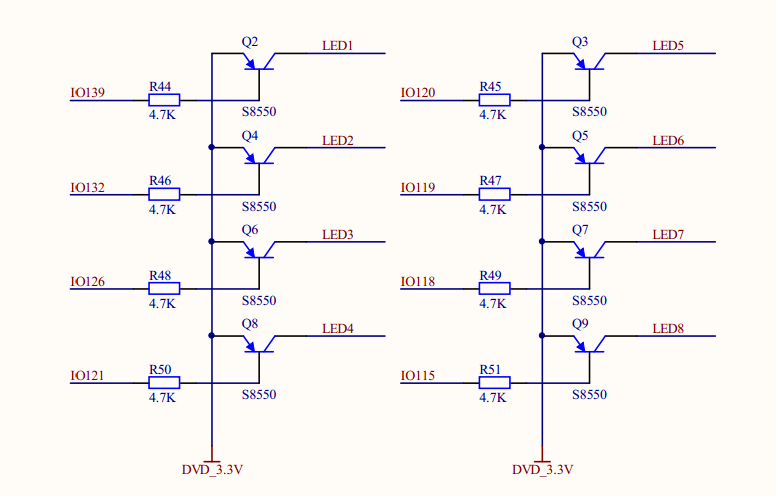 Q2
LED1
IO139
R44
4.7K
S8550
Q4
LED2
IO132
R46
4.7K
S8550
Q6
LED3
IO126
R48
4.7K
S8550
Q8
LED4
IO121
R50
4.7K
S8550
DVD_3.3V
Q3
LED5
IO120
R45
4.7K
S8550
Q5
LED6
IO119
R47
4.7K
S8550
Q7
LED7
IO118
R49
4.7K
S8550
Q9
LED8
IO115
R51
4.7K
S8550
DVD_3.3V